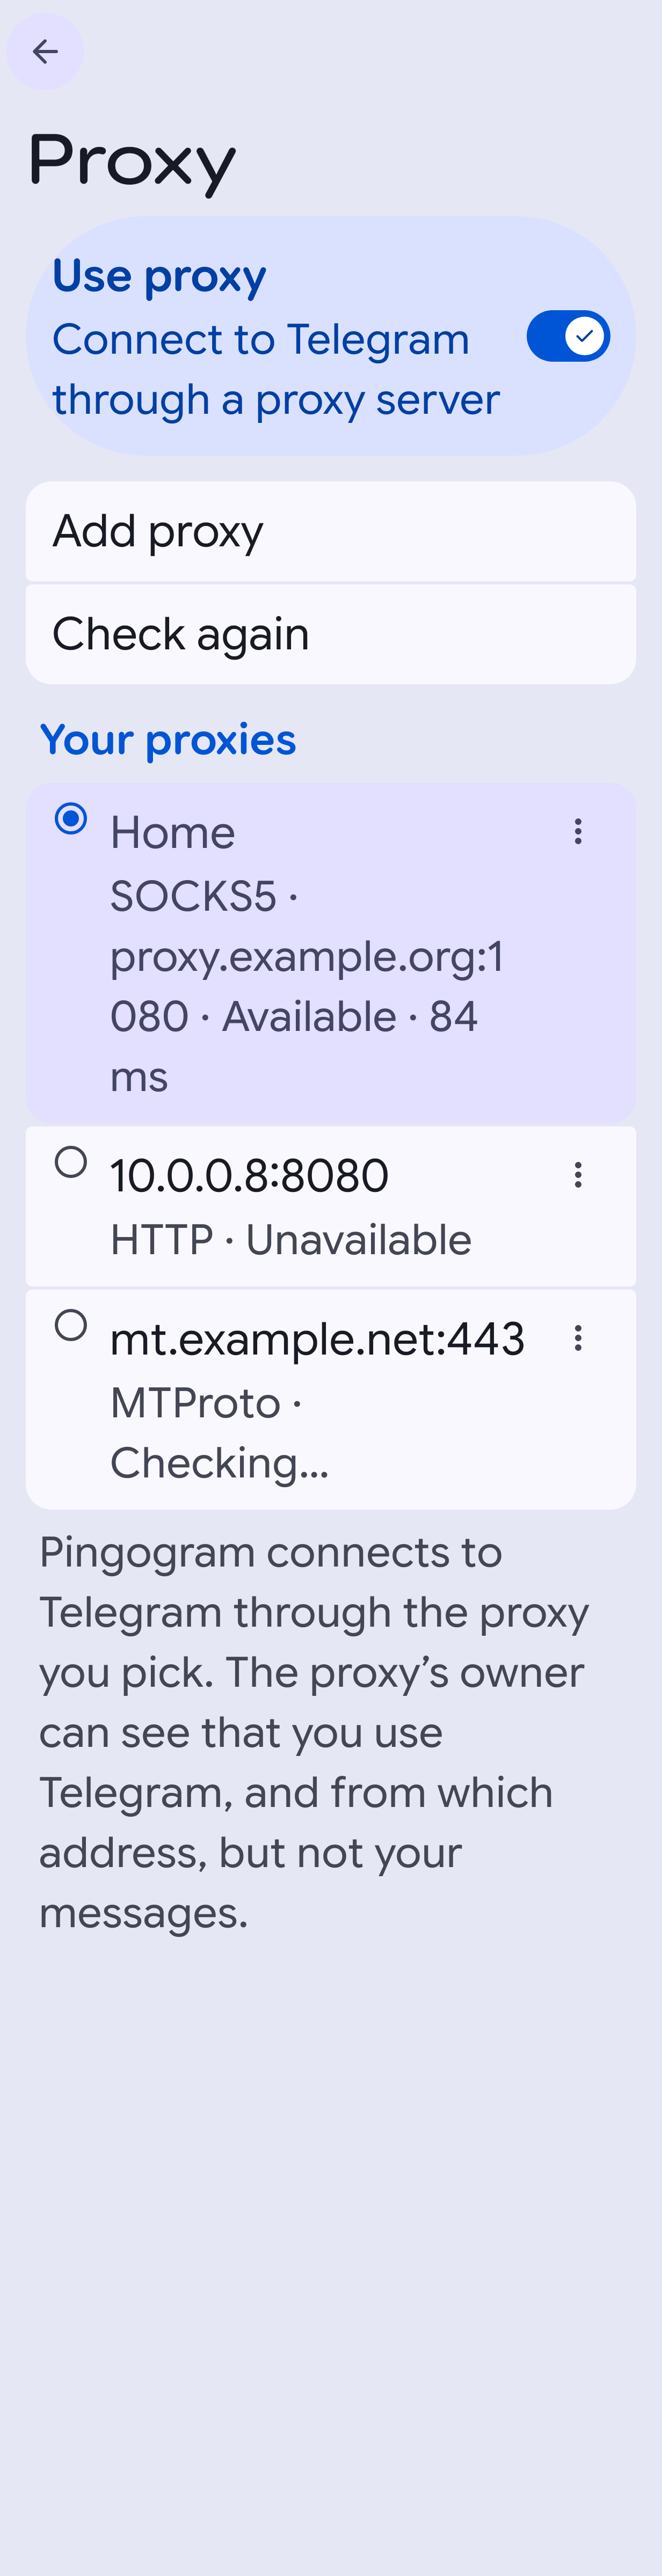 Proxy
Use proxy
Connect to Telegram
through a proxy server
Add proxy
Check again
Your proxies
Home
SOCKS5 ·
proxy.example.org:1
080 · Available · 84
ms
10.0.0.8:8080
HTTP · Unavailable
mt.example.net:443
MTProto ·
Checking…
Pingogram connects to
Telegram through the proxy
you pick. The proxy’s owner
can see that you use
Telegram, and from which
address, but not your
messages.